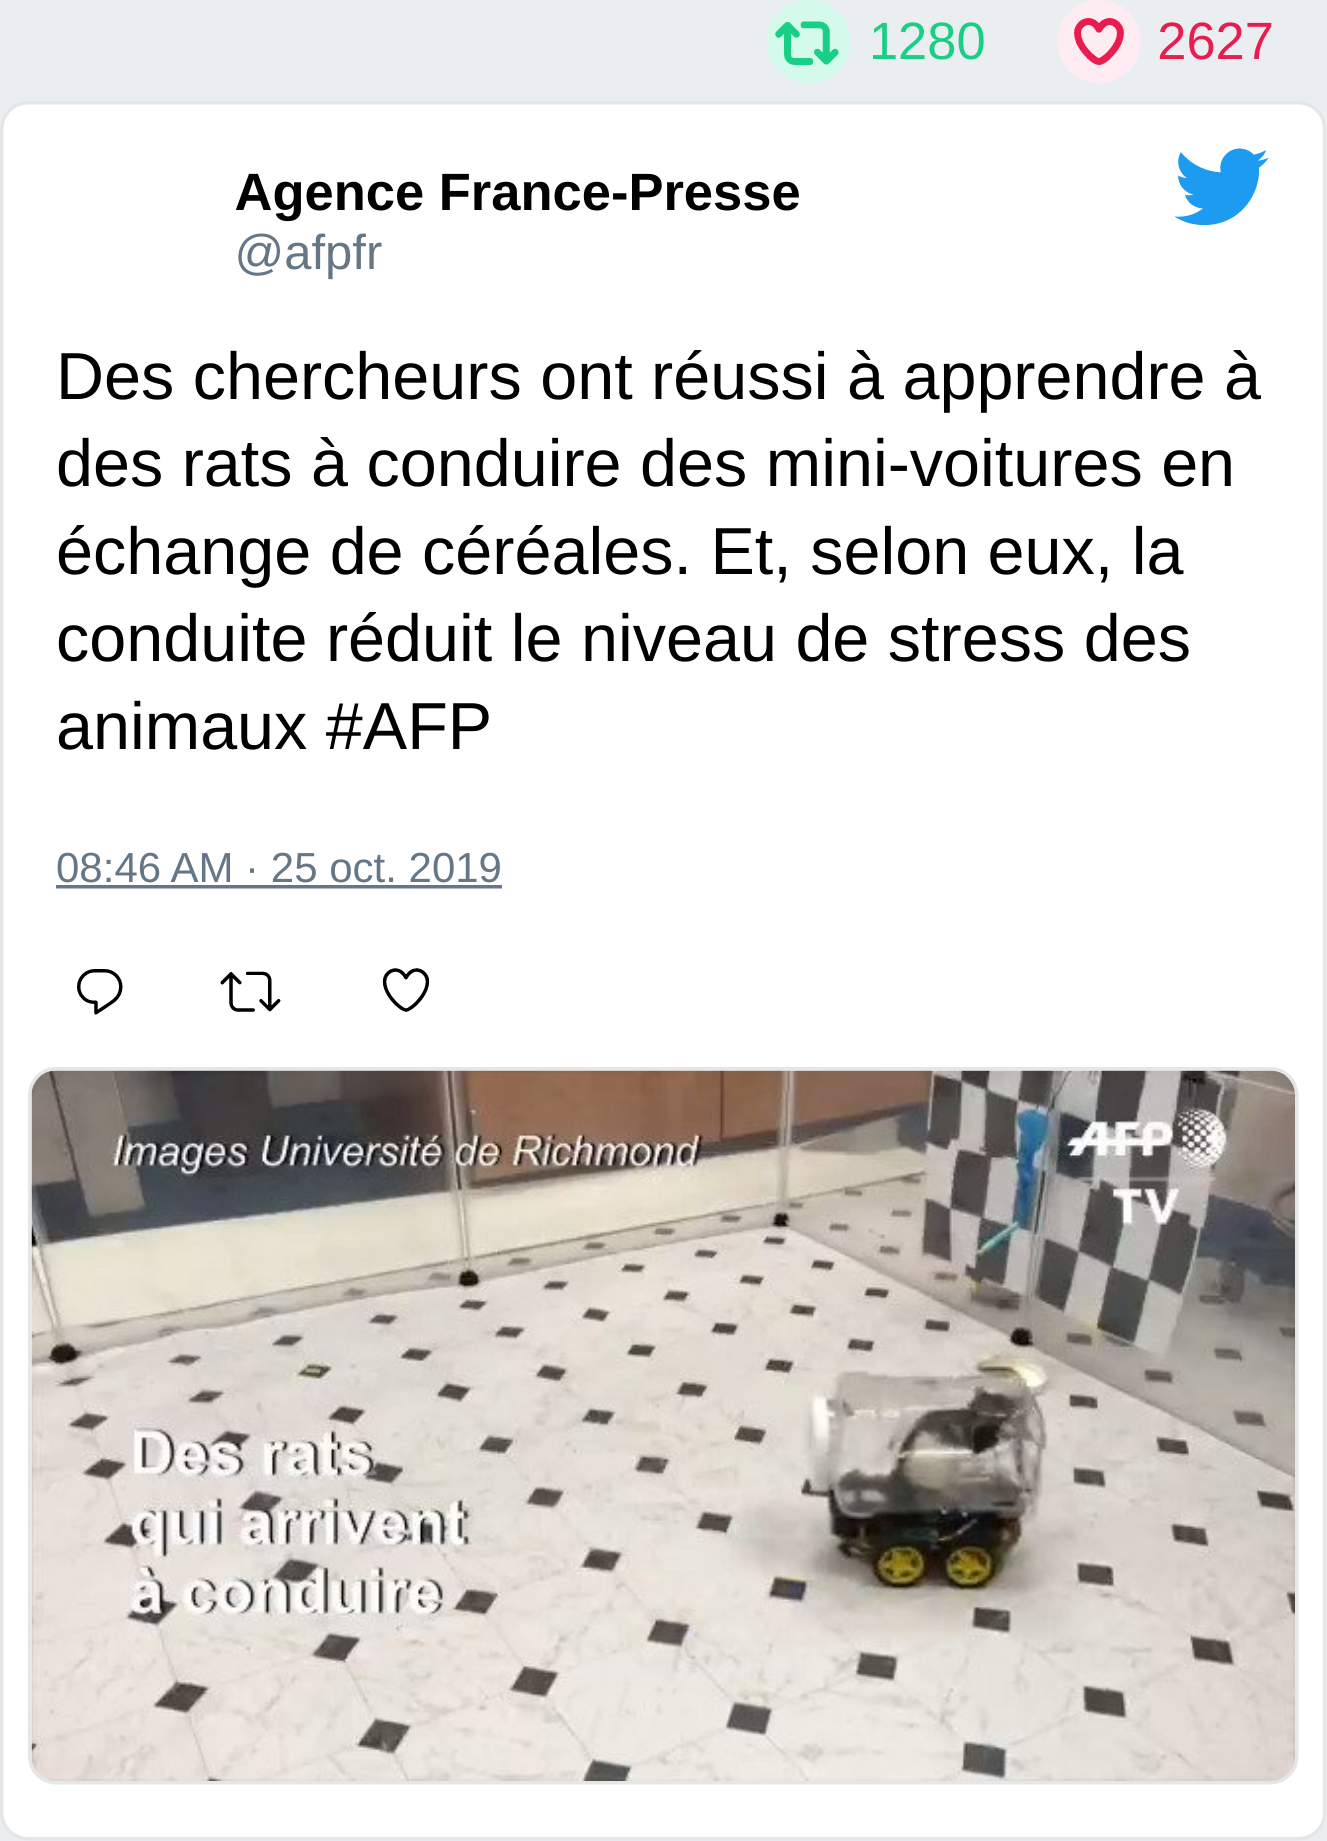 1280 2627
Agence France-Presse
@afpfr
Des chercheurs ont réussi à apprendre à
des rats à conduire des mini-voitures en
échange de céréales. Et, selon eux, la
conduite réduit le niveau de stress des
animaux #AFP
08:46 AM · 25 oct. 2019
Images Université de Richmond
AFP
TV
Des rats
qui arrivent
à conduire